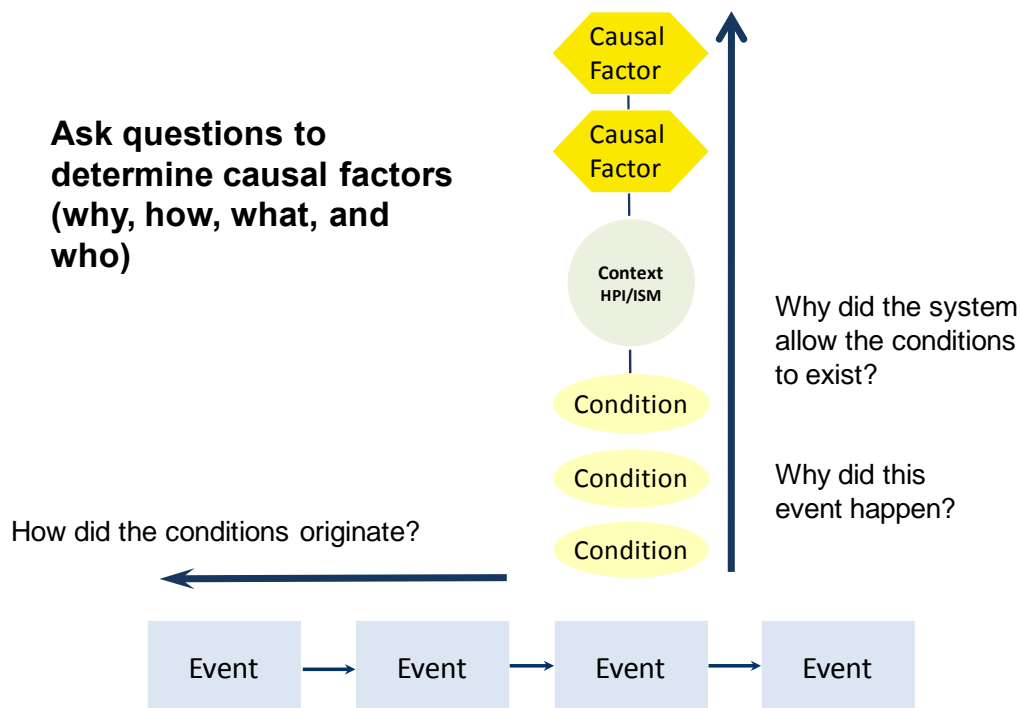 Causal
Factor
Causal
Factor
Ask questions to
determine causal factors
(why, how, what, and
who)
Context
HPI/ISM
Why did the system
allow the conditions
to exist?
Condition
Condition
Why did this
event happen?
How did the conditions originate?
Condition
Event
Event
Event
Event